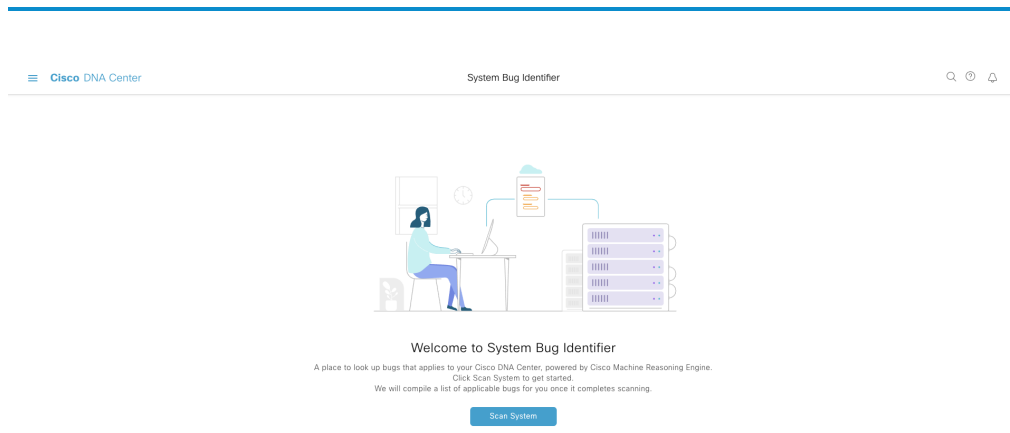 Cisco DNA Center
System Bug Identifier
Welcome to System Bug Identifier
A place to look up bugs that applies to your Cisco DNA Center, powered by Cisco Machine Reasoning Engine.
Click Scan System to get started.
We will compile a list of applicable bugs for you once it completes scanning.
Scan System